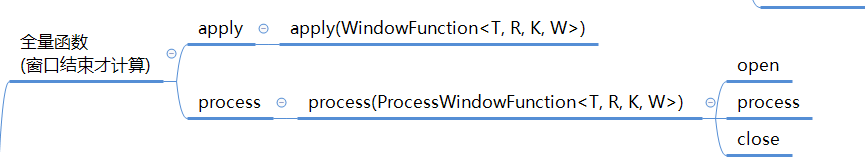 全量函数
(窗口结束才计算)
apply
apply(WindowFunction<T, R, K, W>)
process
process(ProcessWindowFunction<T, R, K, W>)
open
process
close